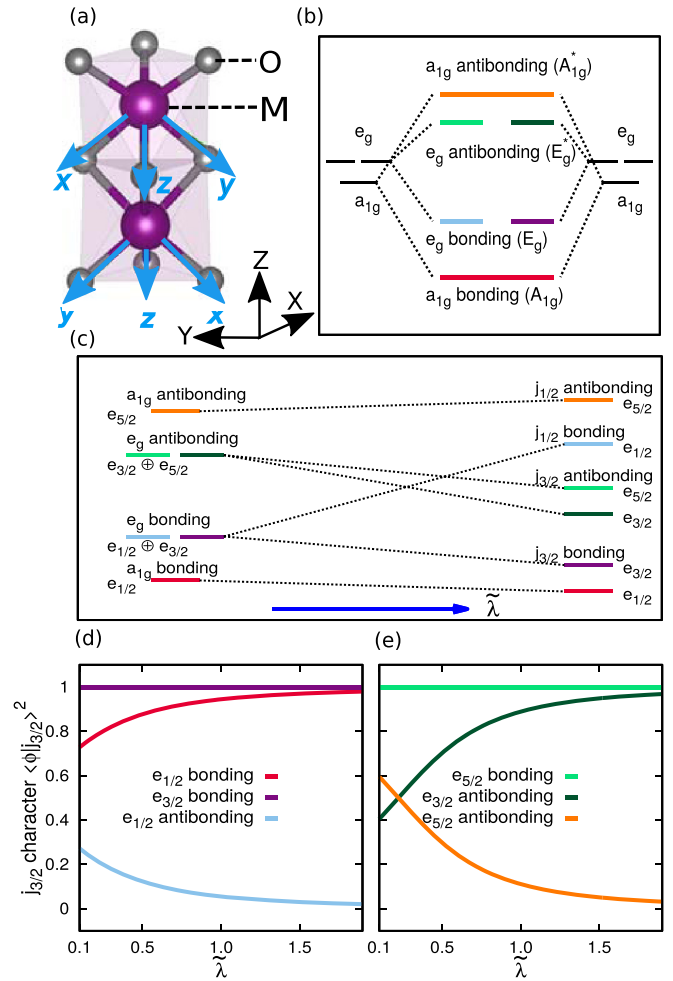 (a)
O
M
x
z
y
y
z
x
Z
X
Y
(b)
a1g antibonding (A*1g)
eg
eg
eg antibonding (E*g)
a1g
a1g
eg bonding (Eg)
a1g bonding (A1g)
(c)
a1g antibonding
e5/2
eg antibonding
e3/2 ⊕ e5/2
eg bonding
e1/2 ⊕ e3/2
a1g bonding
e1/2
j1/2 antibonding
e5/2
j1/2 bonding
e1/2
j3/2 antibonding
e5/2
e3/2
j3/2 bonding
e3/2
e1/2
λ̃
(d)
j3/2 character <ϕ|j3/2>²
1
0.8
0.6
0.4
0.2
0
e1/2 bonding
e3/2 bonding
e1/2 antibonding
0.1
0.5
1.0
1.5
λ̃
(e)
e5/2 bonding
e3/2 antibonding
e5/2 antibonding
0.1
0.5
1.0
1.5
λ̃